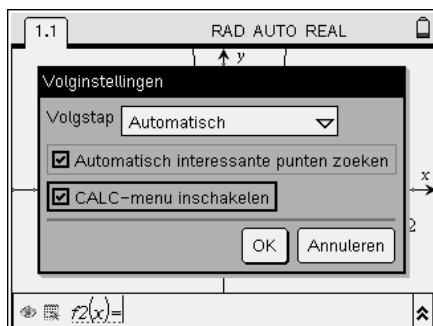 1.1 RAD AUTO REAL
y
Volginstellingen
Volgstap Automatisch
Automatisch interessante punten zoeken
x
CALC-menu inschakelen
2
OK Annuleren
f2(x)=